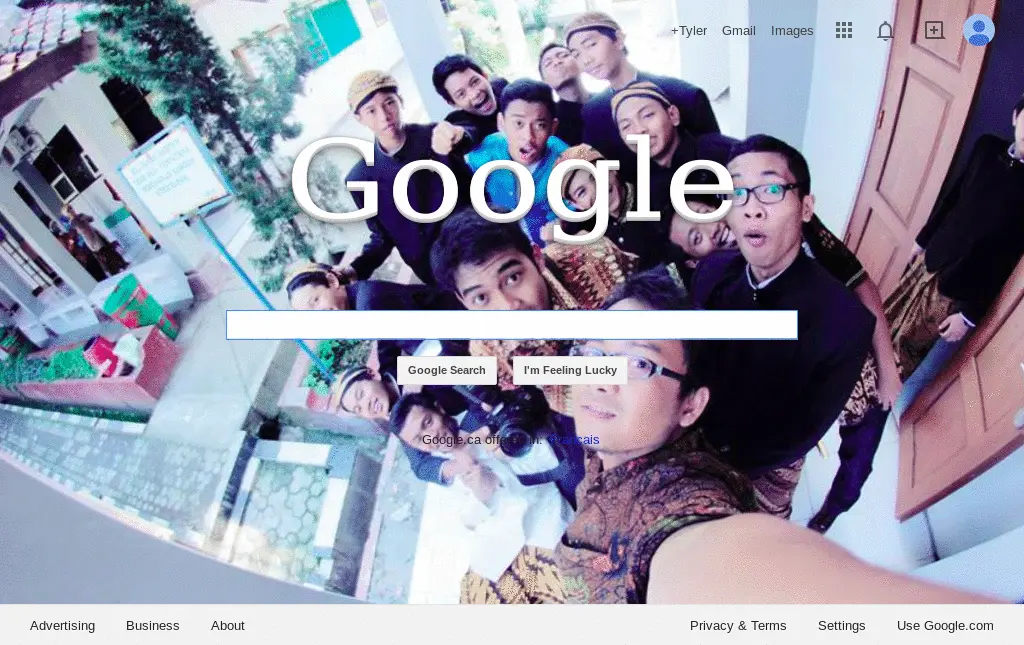 +Tyler Gmail Images
Google
Google Search I'm Feeling Lucky
Google.ca offered in: Français
Advertising Business About Privacy & Terms Settings Use Google.com